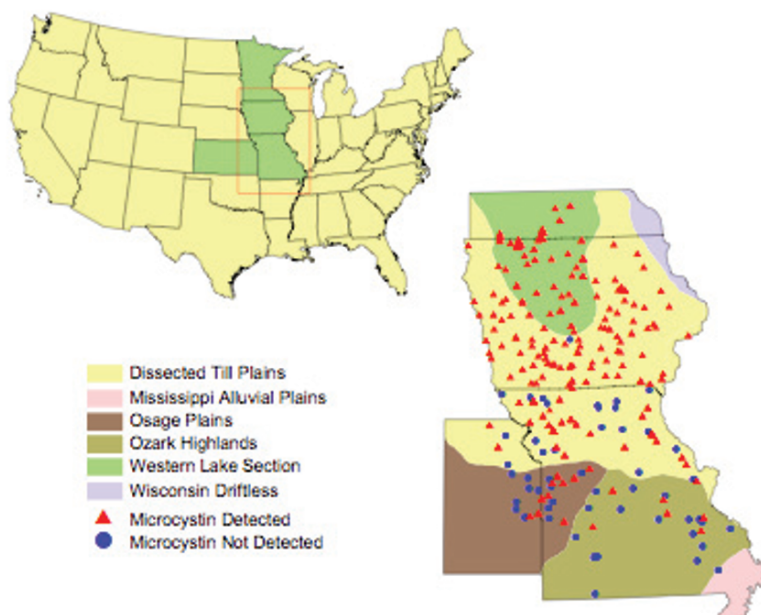 Dissected Till Plains
Mississippi Alluvial Plains
Osage Plains
Ozark Highlands
Western Lake Section
Wisconsin Driftless
Microcystin Detected
Microcystin Not Detected